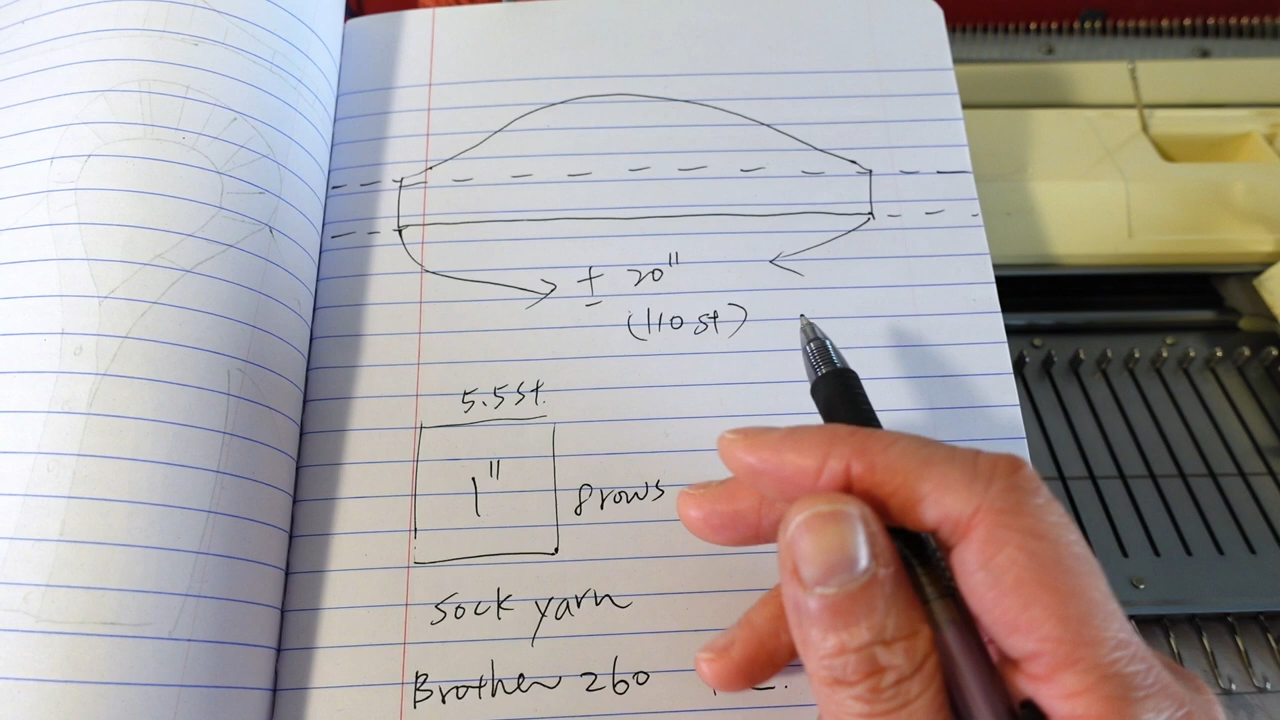 ± 20"
(110 st)
5.5 st.
1"
8 rows
sock yarn
Brother 260